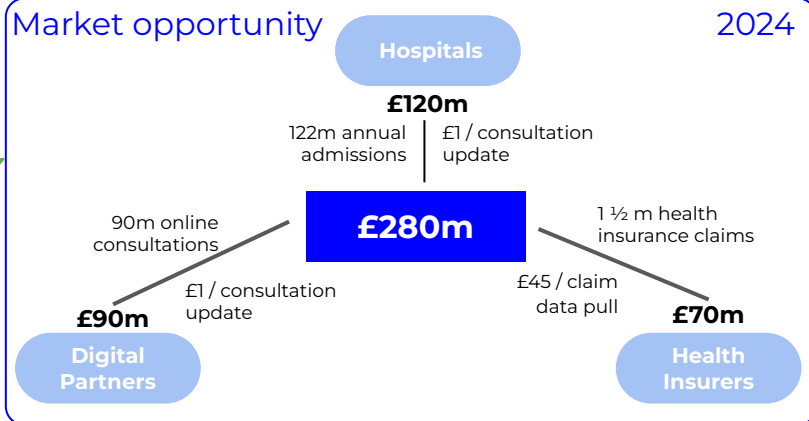 Market opportunity
2024
Hospitals
£120m
122m annual
admissions
£1 / consultation
update
£280m
90m online
consultations
£1 / consultation
update
£90m
Digital
Partners
1 ½ m health
insurance claims
£45 / claim
data pull
£70m
Health
Insurers